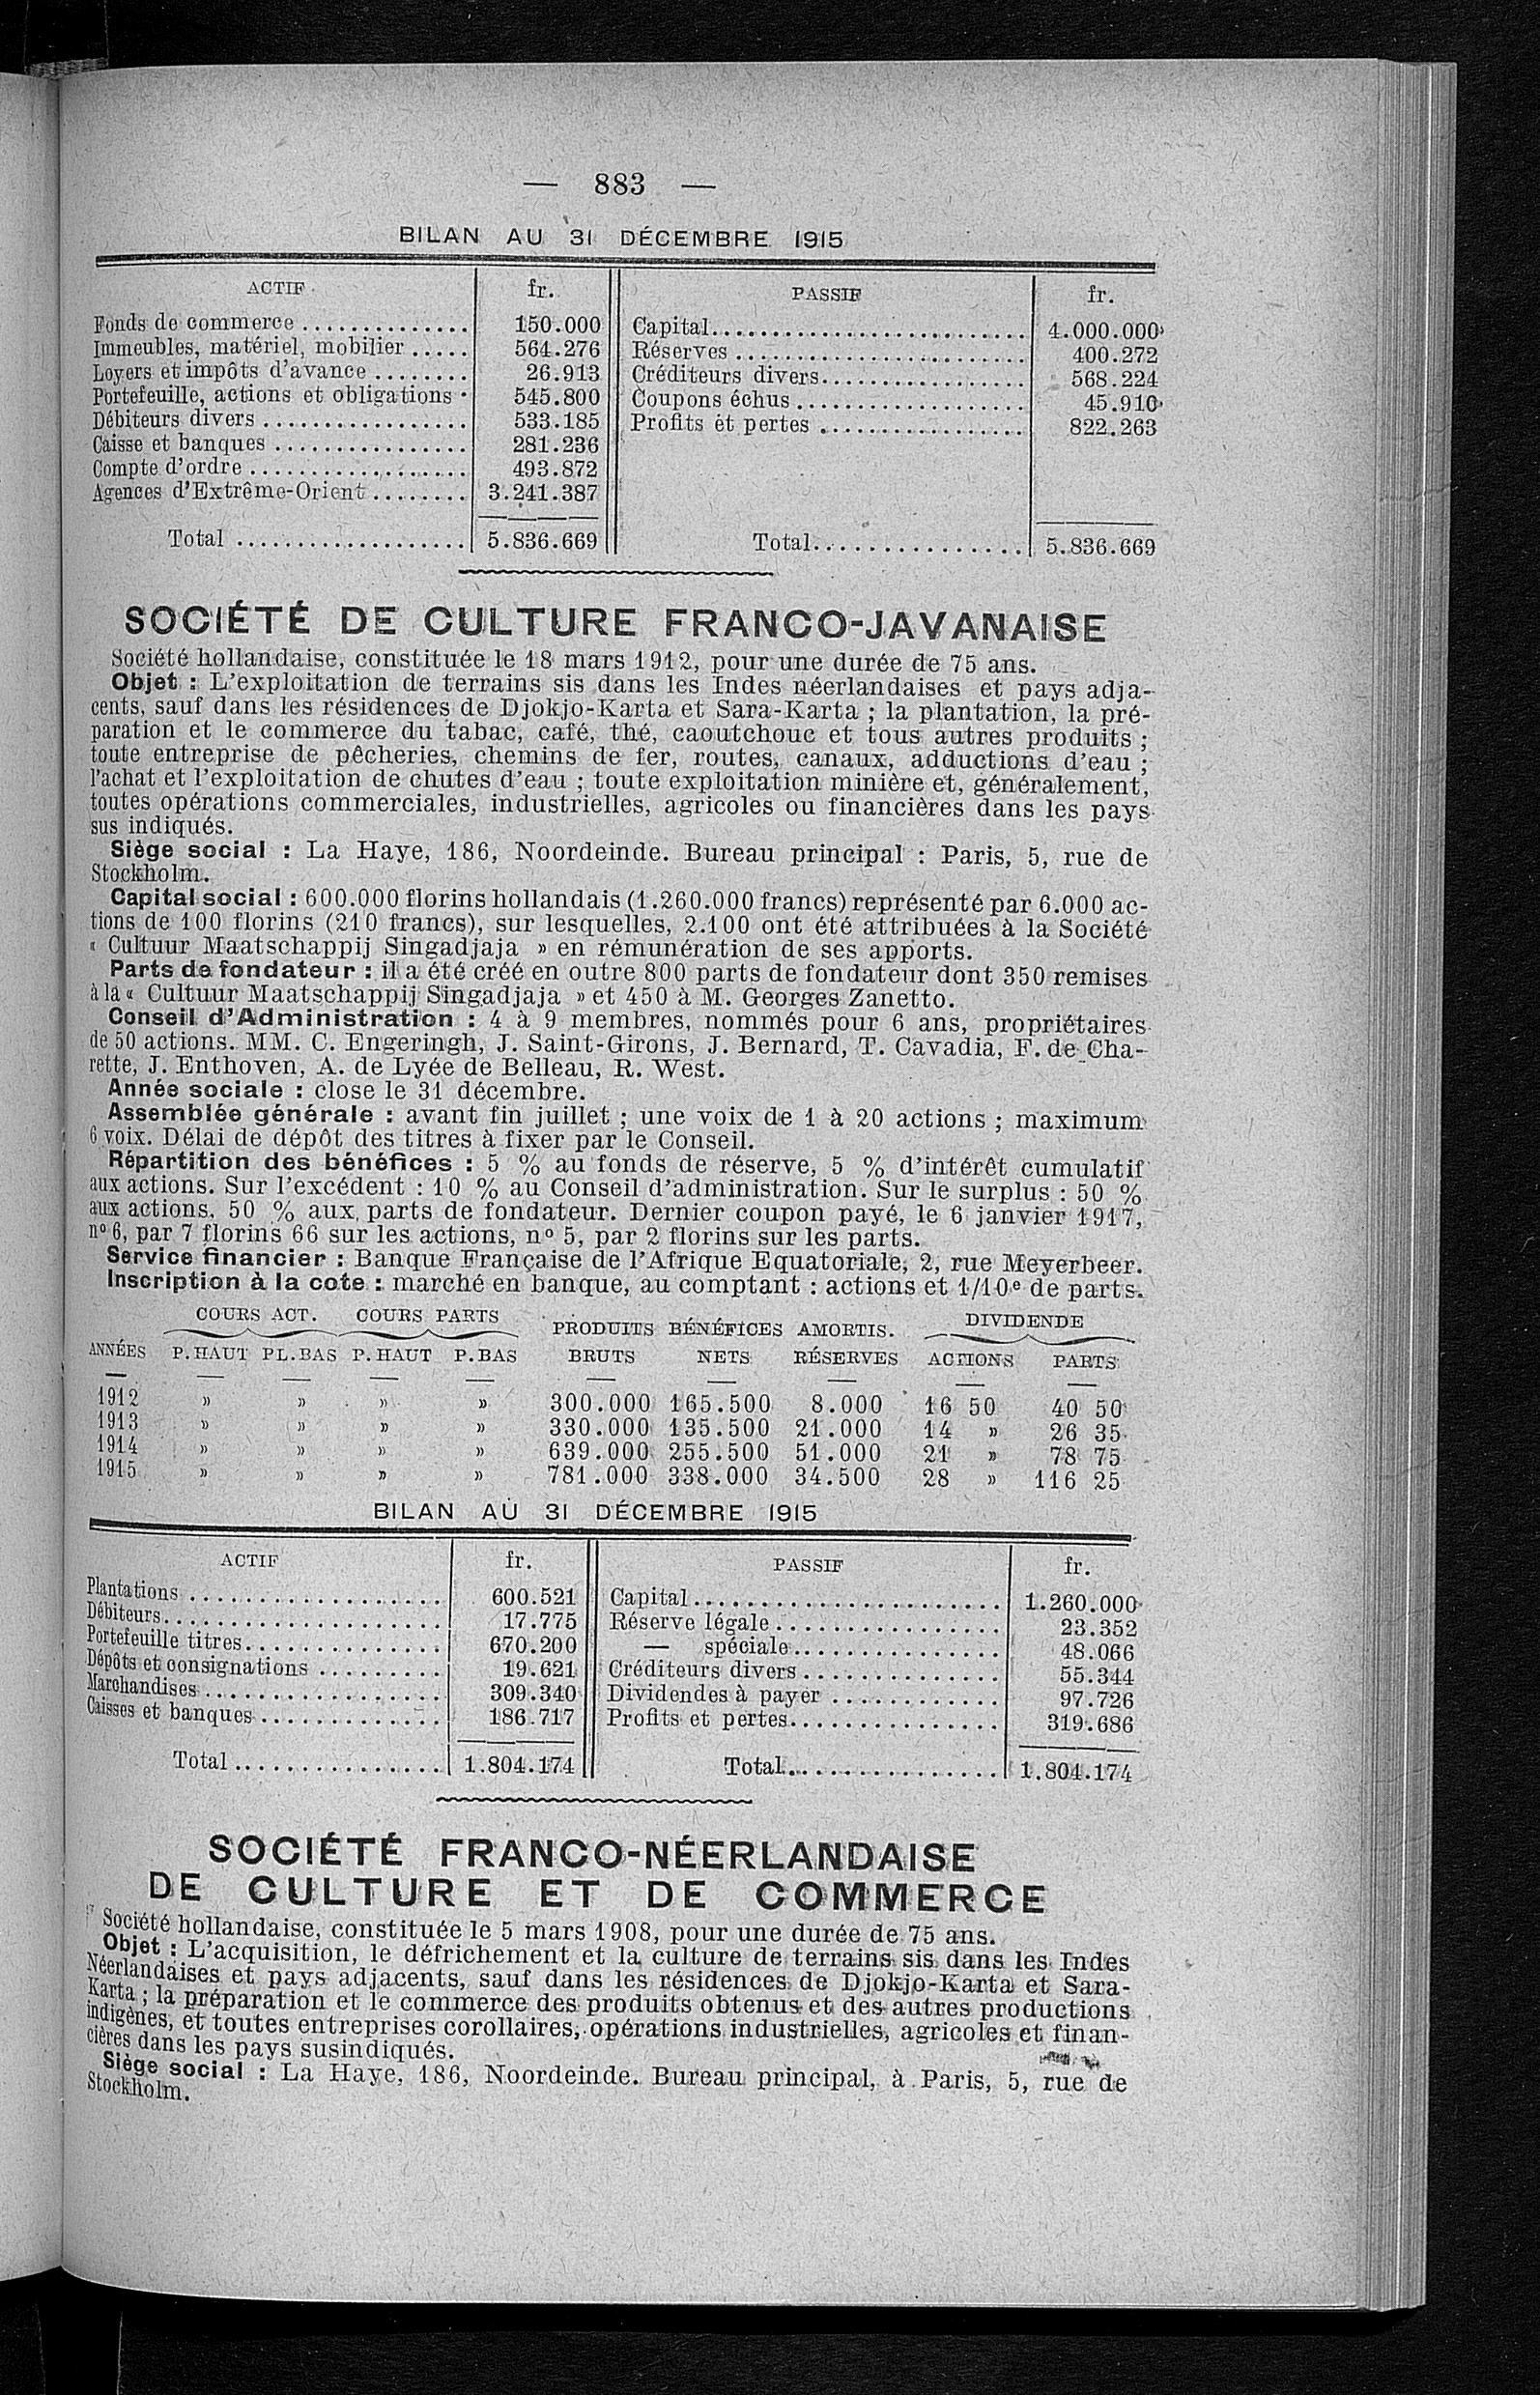 — 883 —
BILAN AU 31 DÉCEMBRE 1915
ACTIF fr. PASSIF fr.
Fonds de commerce .............. 150.000 Capital.......................... 4.000.000
Immeubles, matériel, mobilier ..... 564.276 Réserves ........................ 400.272
Loyers et impôts d'avance ........ 26.913 Créditeurs divers................. 568.224
Portefeuille, actions et obligations . 545.800 Coupons échus ................... 45.910
Débiteurs divers ................. 533.185 Profits et pertes ................. 822.263
Caisse et banques ................ 281.236
Compte d'ordre .................. 493.872
Agences d'Extrême-Orient ........ 3.241.387
Total ................... 5.836.669 Total................ 5.836.669
SOCIÉTÉ DE CULTURE FRANCO-JAVANAISE
Société hollandaise, constituée le 18 mars 1912, pour une durée de 75 ans.
Objet : L'exploitation de terrains sis dans les Indes néerlandaises et pays adja-
cents, sauf dans les résidences de Djokjo-Karta et Sara-Karta ; la plantation, la pré-
paration et le commerce du tabac, café, thé, caoutchouc et tous autres produits ;
toute entreprise de pêcheries, chemins de fer, routes, canaux, adductions d'eau ;
l'achat et l'exploitation de chutes d'eau ; toute exploitation minière et, généralement,
toutes opérations commerciales, industrielles, agricoles ou financières dans les pays
sus indiqués.
Siège social : La Haye, 186, Noordeinde. Bureau principal : Paris, 5, rue de
Stockholm.
Capital social : 600.000 florins hollandais (1.260.000 francs) représenté par 6.000 ac-
tions de 100 florins (210 francs), sur lesquelles, 2.100 ont été attribuées à la Société
« Cultuur Maatschappij Singadjaja » en rémunération de ses apports.
Parts de fondateur : il a été créé en outre 800 parts de fondateur dont 350 remises
à la « Cultuur Maatschappij Singadjaja » et 450 à M. Georges Zanetto.
Conseil d'Administration : 4 à 9 membres, nommés pour 6 ans, propriétaires
de 50 actions. MM. C. Engeringh, J. Saint-Girons, J. Bernard, T. Cavadia, F. de Cha-
rette, J. Enthoven, A. de Lyée de Belleau, R. West.
Année sociale : close le 31 décembre.
Assemblée générale : avant fin juillet ; une voix de 1 à 20 actions ; maximum
6 voix. Délai de dépôt des titres à fixer par le Conseil.
Répartition des bénéfices : 5 % au fonds de réserve, 5 % d'intérêt cumulatif
aux actions. Sur l'excédent : 10 % au Conseil d'administration. Sur le surplus : 50 %
aux actions, 50 % aux parts de fondateur. Dernier coupon payé, le 6 janvier 1917,
nº 6, par 7 florins 66 sur les actions, nº 5, par 2 florins sur les parts.
Service financier : Banque Française de l'Afrique Equatoriale, 2, rue Meyerbeer.
Inscription à la cote : marché en banque, au comptant : actions et 1/10e de parts.
COURS ACT. COURS PARTS PRODUITS BÉNÉFICES AMORTIS. DIVIDENDE
ANNÉES P. HAUT PL. BAS P. HAUT P. BAS BRUTS NETS RÉSERVES ACTIONS PARTS
1912 » » » » 300.000 165.500 8.000 16 50 40 50
1913 » » » » 330.000 135.500 21.000 14 » 26 35
1914 » » » » 639.000 255.500 51.000 21 » 78 75
1915 » » » » 781.000 338.000 34.500 28 » 116 25
BILAN AU 31 DÉCEMBRE 1915
ACTIF fr. PASSIF fr.
Plantations ................... 600.521 Capital....................... 1.260.000
Débiteurs..................... 17.775 Réserve légale................. 23.352
Portefeuille titres............... 670.200 — spéciale................ 48.066
Dépôts et consignations ......... 19.621 Créditeurs divers............... 55.344
Marchandises .................. 309.340 Dividendes à payer ............. 97.726
Caisses et banques.............. 186.717 Profits et pertes................ 319.686
Total................ 1.804.174 Total................ 1.804.174
SOCIÉTÉ FRANCO-NÉERLANDAISE
DE CULTURE ET DE COMMERCE
Société hollandaise, constituée le 5 mars 1908, pour une durée de 75 ans.
Objet : L'acquisition, le défrichement et la culture de terrains sis dans les Indes
Néerlandaises et pays adjacents, sauf dans les résidences de Djokjo-Karta et Sara-
Karta ; la préparation et le commerce des produits obtenus et des autres productions
indigènes, et toutes entreprises corollaires, opérations industrielles, agricoles et finan-
cières dans les pays susindiqués.
Siège social : La Haye, 186, Noordeinde. Bureau principal, à Paris, 5, rue de
Stockholm.